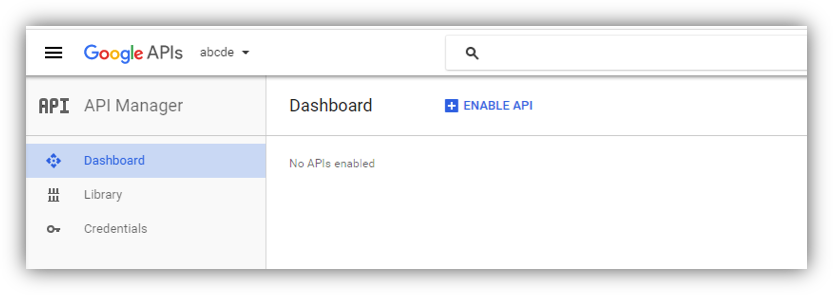 Google APIs abcde
API API Manager
Dashboard ENABLE API
Dashboard
No APIs enabled
Library
Credentials